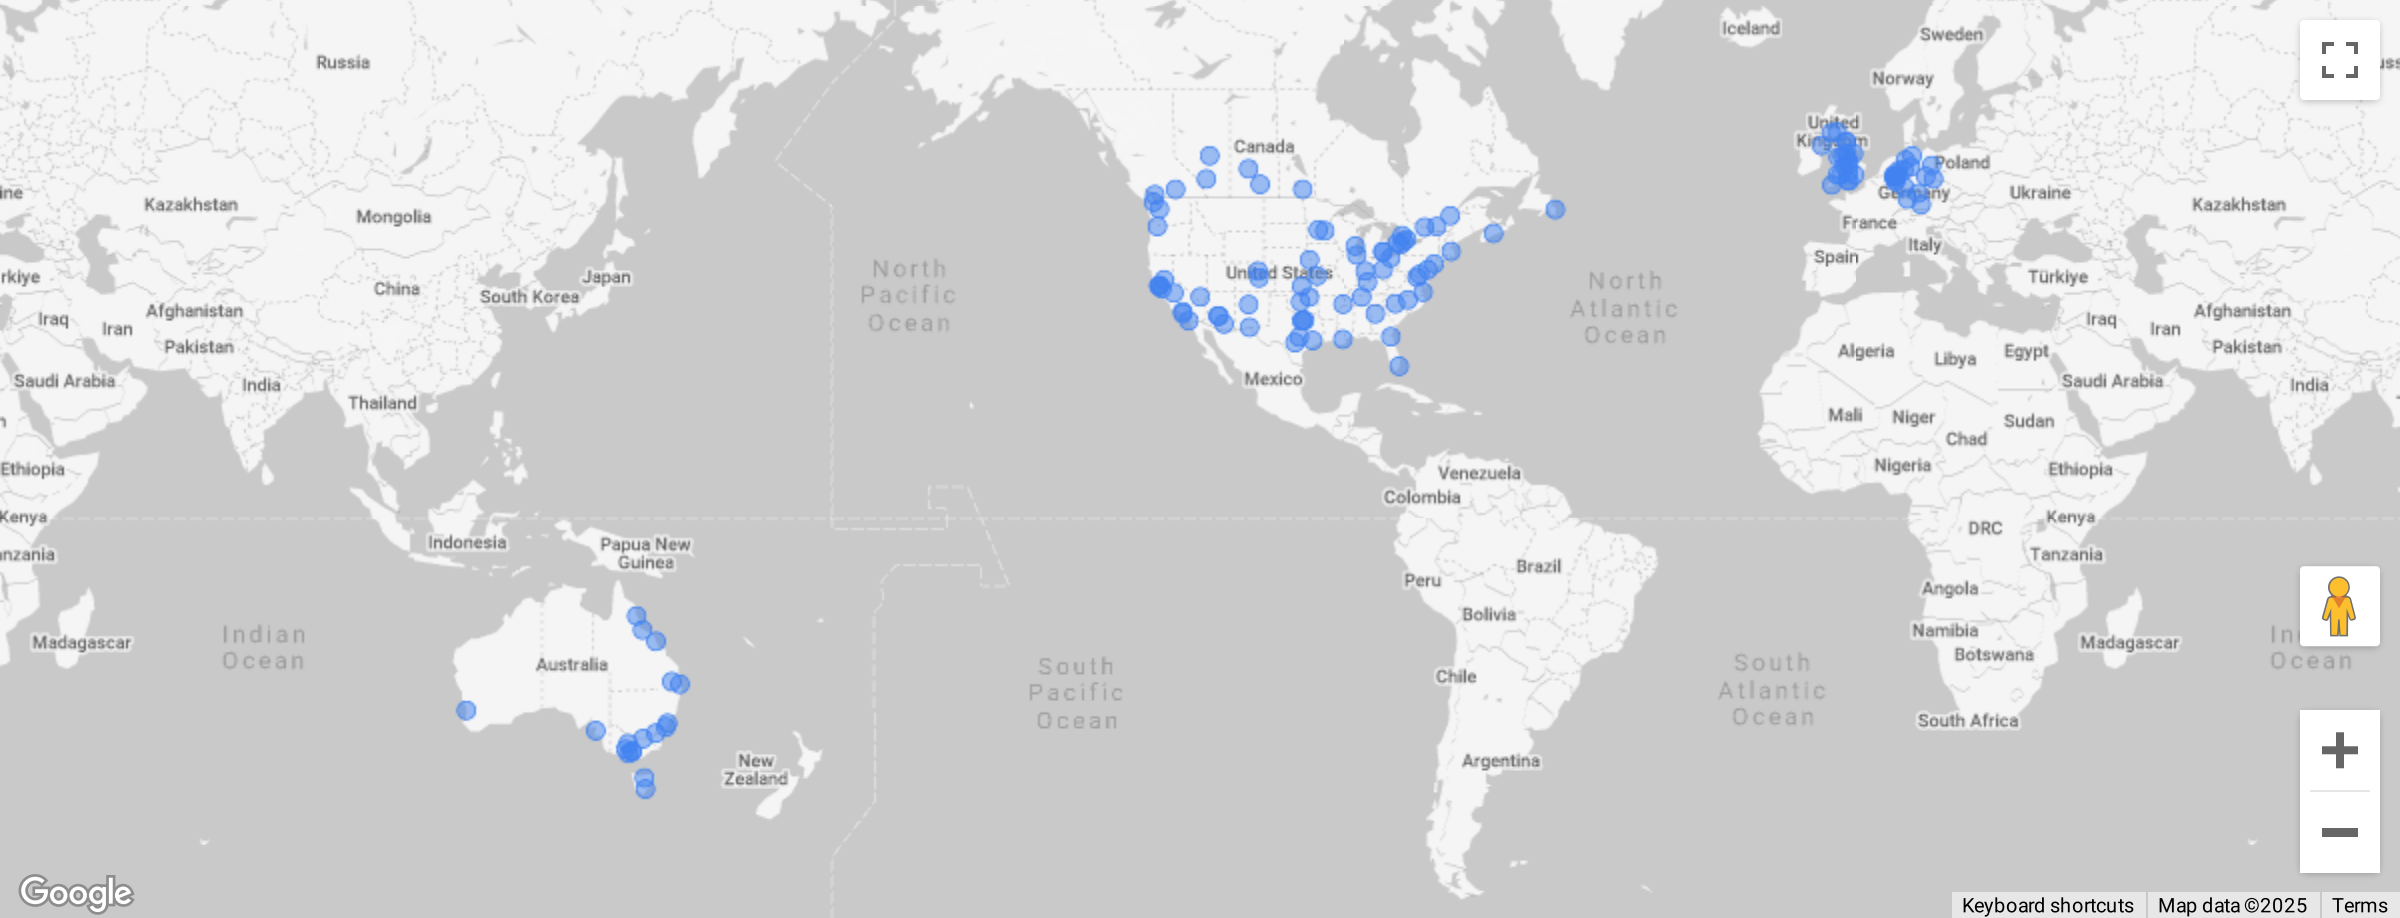 Iceland
Sweden
Russia
Norway
Canada
United
Kingdom
Poland
Germany
Ukraine
Kazakhstan
Mongolia
Kazakhstan
France
Italy
Spain
Türkiye
Japan
China
South Korea
United States
North
Pacific
Ocean
North
Atlantic
Ocean
Afghanistan
Iraq
Iran
Pakistan
Afghanistan
Iraq
Iran
Pakistan
Algeria
Libya
Egypt
Saudi Arabia
India
Thailand
Mexico
Saudi Arabia
India
Mali
Niger
Sudan
Chad
Nigeria
Ethiopia
Ethiopia
Venezuela
Colombia
Kenya
Kenya
DRC
Indonesia
Papua New
Guinea
Tanzania
Peru
Brazil
Angola
Bolivia
Namibia
Botswana
Madagascar
Madagascar
Indian
Ocean
Australia
South
Pacific
Ocean
Chile
South
Atlantic
Ocean
Ocean
South Africa
New
Zealand
Argentina
Google
Keyboard shortcuts
Map data ©2025
Terms